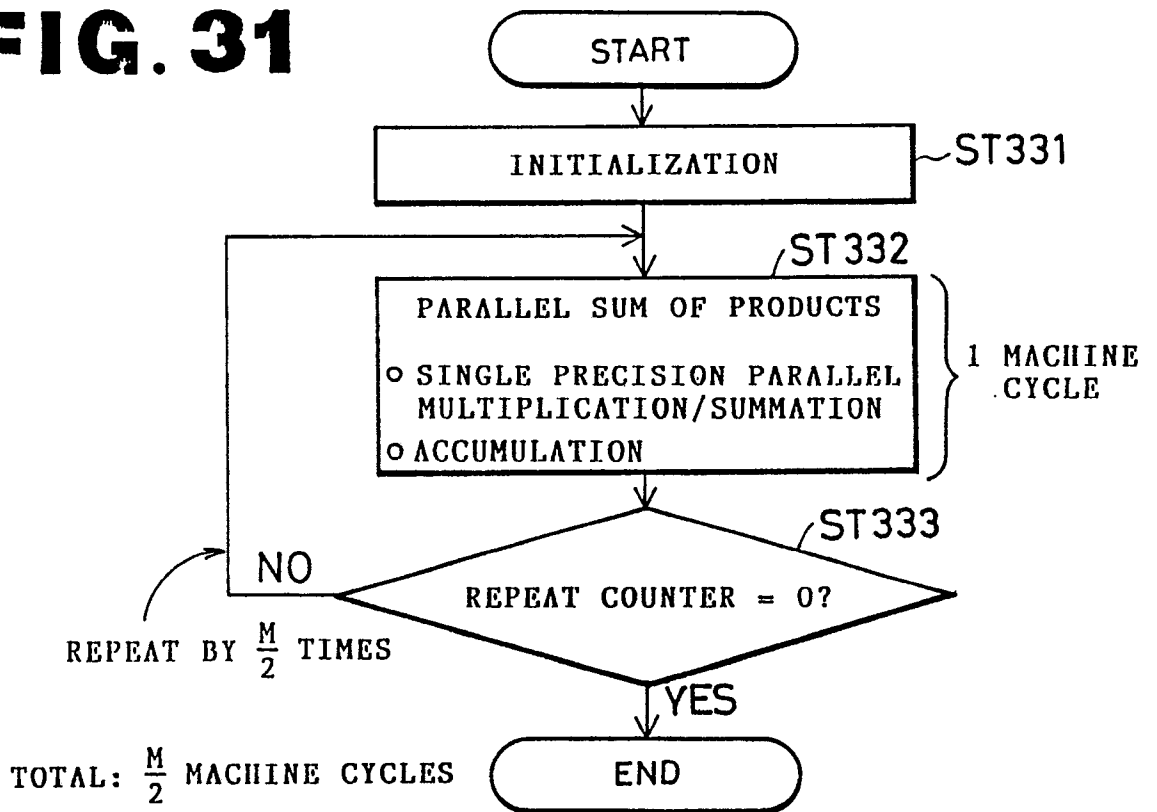 FIG. 31
START
INITIALIZATION
ST331
ST332
PARALLEL SUM OF PRODUCTS
○ SINGLE PRECISION PARALLEL
MULTIPLICATION/SUMMATION
○ ACCUMULATION
1 MACHINE
CYCLE
ST333
REPEAT COUNTER = 0?
NO
REPEAT BY M/2 TIMES
YES
END
TOTAL: M/2 MACHINE CYCLES